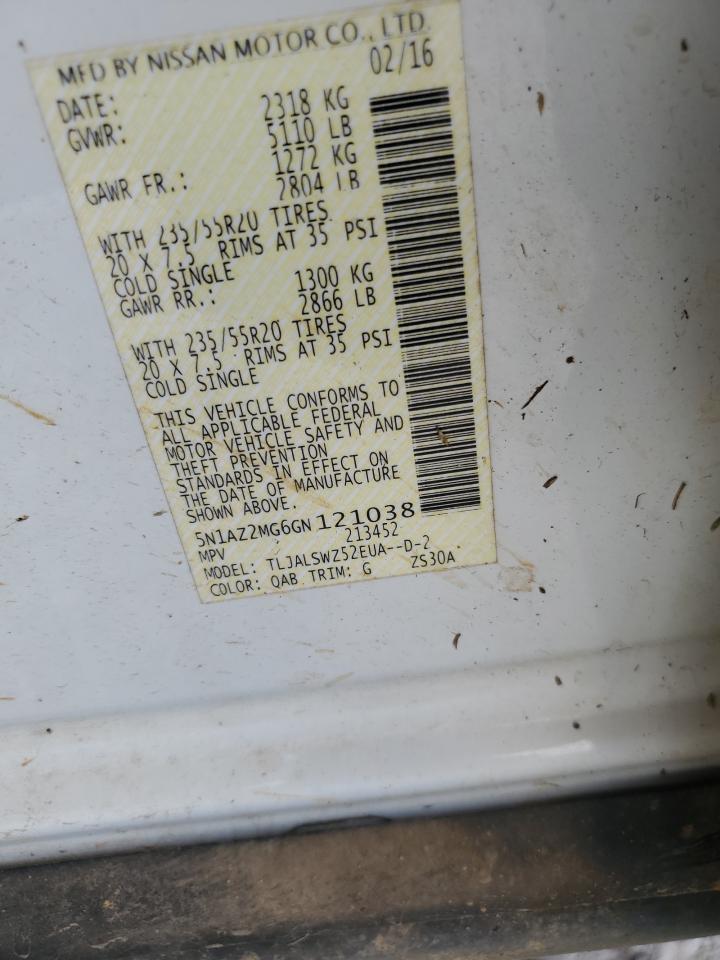 MFD BY NISSAN MOTOR CO., LTD.
DATE: 02/16
GVWR: 2318 KG
5110 LB
GAWR FR.: 1272 KG
2804 LB
WITH 235/55R20 TIRES
20 X 7.5 RIMS AT 35 PSI
COLD SINGLE
GAWR RR.: 1300 KG
2866 LB
WITH 235/55R20 TIRES
20 X 7.5 RIMS AT 35 PSI
COLD SINGLE
THIS VEHICLE CONFORMS TO
ALL APPLICABLE FEDERAL
MOTOR VEHICLE SAFETY AND
THEFT PREVENTION
STANDARDS IN EFFECT ON
THE DATE OF MANUFACTURE
SHOWN ABOVE.
5N1AZ2MG6GN121038
MPV 213452
MODEL: TLJALSWZ52EUA--D-2
COLOR: QAB TRIM: G ZS30A